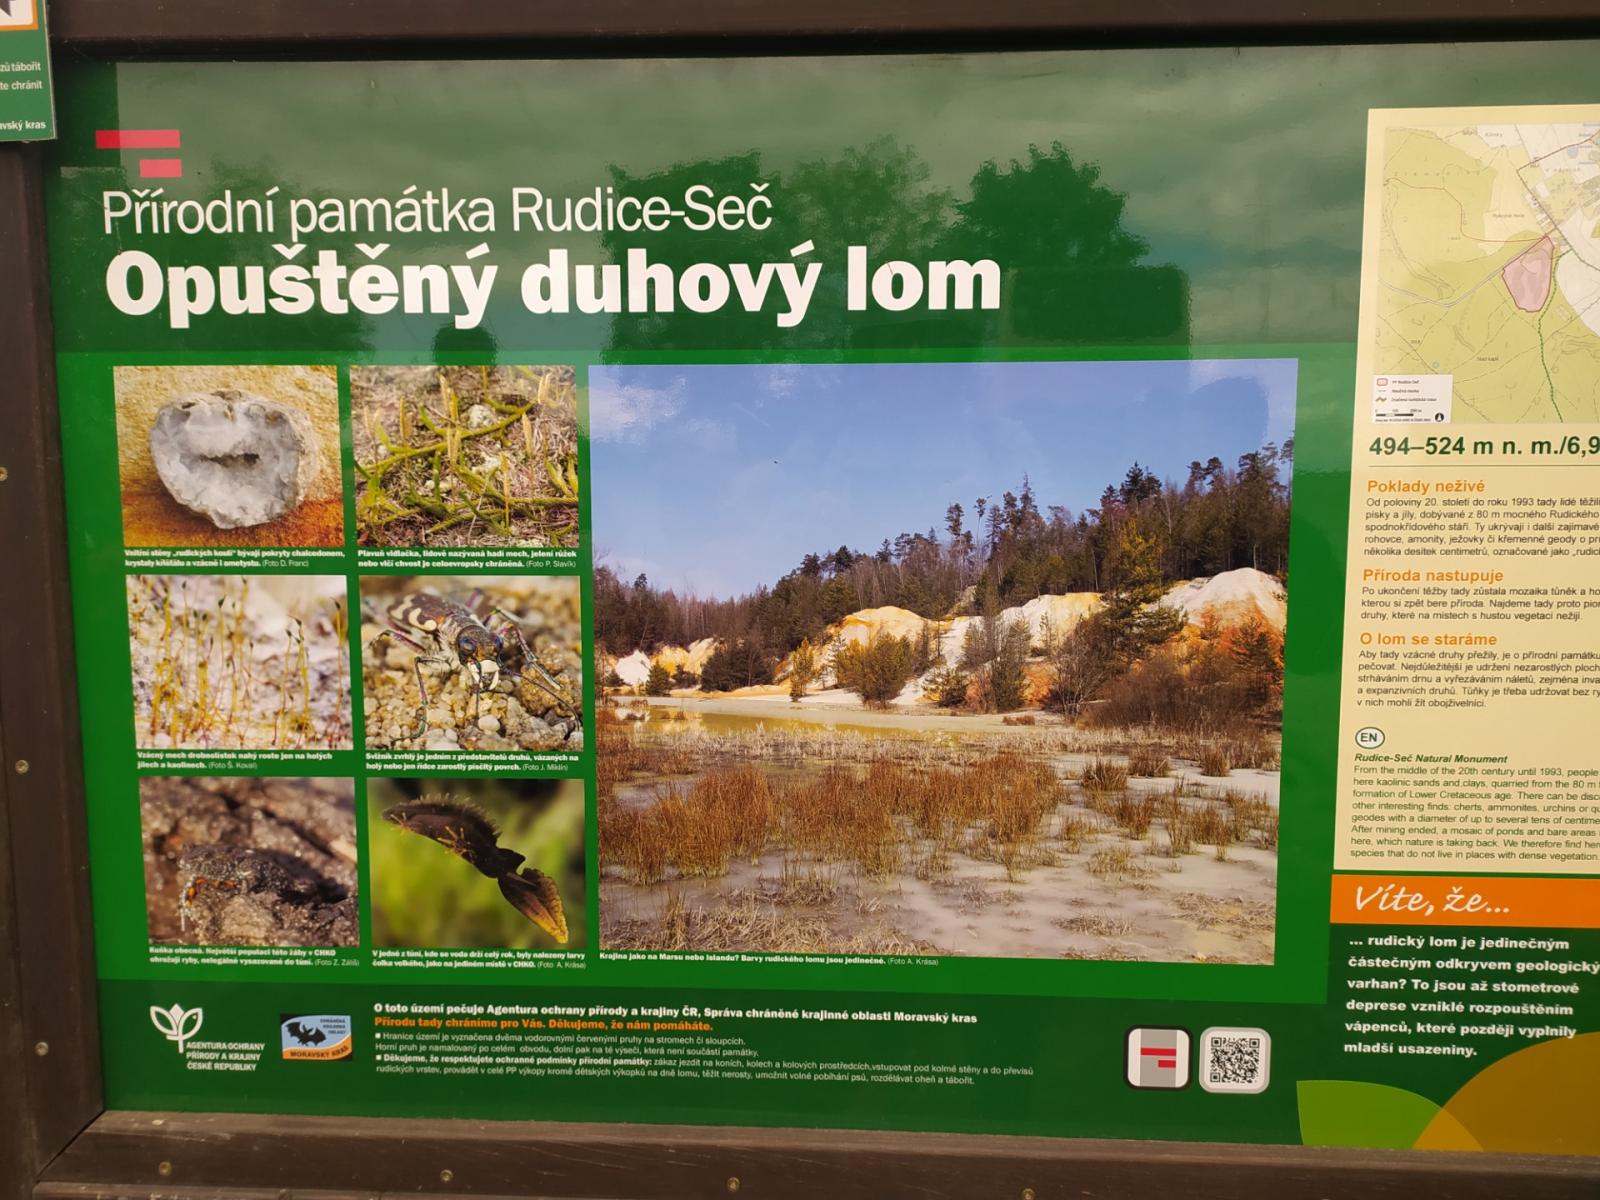 zů tábořit
te chránit
avský kras
Přírodní památka Rudice-Seč
Opuštěný duhový lom
Vnitřní stěny „rudických koulí“ bývají pokryty chalcedonem,
krystaly křišťálu a vzácně i ametystu. (Foto D. Franc)
Plavuň vidlačka, lidově nazývaná hadí mech, jelení růžek
nebo vlčí chvost je celoevropsky chráněná. (Foto P. Slavík)
Vzácný mech drobnolístek nahý roste jen na holých
jílech a kaolinech. (Foto Š. Koval)
Svižník zvrhlý je jedním z představitelů druhů, vázaných na
holý nebo jen řídce zarostlý písčitý povrch. (Foto J. Miklín)
Kuňka obecná. Největší populaci této žáby v CHKO
ohrožují ryby, nelegálně vysazované do tůní. (Foto Z. Záliš)
V jedné z tůní, kde se voda drží celý rok, byly nalezeny larvy
čolka velkého, jako na jediném místě v CHKO. (Foto A. Krása)
Krajina jako na Marsu nebo Islandu? Barvy rudického lomu jsou jedinečné. (Foto A. Krása)
PP Rudice-Seč
494–524 m n. m./6,9
Poklady neživé
Od poloviny 20. století do roku 1993 tady lidé těžili
písky a jíly, dobývané z 80 m mocného Rudického
spodnokřídového stáří. Ty ukrývají i další zajímavé
rohovce, amonity, ježovky či křemenné geody o pr
několika desítek centimetrů, označované jako „rudic
Příroda nastupuje
Po ukončení těžby tady zůstala mozaika tůněk a ho
kterou si zpět bere příroda. Najdeme tady proto pion
druhy, které na místech s hustou vegetací nežijí.
O lom se staráme
Aby tady vzácné druhy přežily, je o přírodní památku
pečovat. Nejdůležitější je udržení nezarostlých ploch
strháváním drnu a vyřezáváním náletů, zejména inva
a expanzivních druhů. Tůňky je třeba udržovat bez ry
v nich mohli žít obojživelníci.
EN
Rudice-Seč Natural Monument
From the middle of the 20th century until 1993, people
here kaolinic sands and clays, quarried from the 80 m
formation of Lower Cretaceous age. There can be disc
other interesting finds: cherts, ammonites, urchins or qu
geodes with a diameter of up to several tens of centime
After mining ended, a mosaic of ponds and bare areas
here, which nature is taking back. We therefore find her
species that do not live in places with dense vegetation.
Víte, že...
... rudický lom je jedinečným
částečným odkryvem geologický
varhan? To jsou až stometrové
deprese vzniklé rozpouštěním
vápenců, které později vyplnily
mladší usazeniny.
AGENTURA OCHRANY
PŘÍRODY A KRAJINY
ČESKÉ REPUBLIKY
CHRÁNĚNÁ
KRAJINNÁ
OBLAST
MORAVSKÝ KRAS
O toto území pečuje Agentura ochrany přírody a krajiny ČR, Správa chráněné krajinné oblasti Moravský kras
Přírodu tady chráníme pro Vás. Děkujeme, že nám pomáháte.
■ Hranice území je vyznačena dvěma vodorovnými červenými pruhy na stromech či sloupcích.
Horní pruh je namalovaný po celém obvodu, dolní pak na té výseči, která není součástí památky.
■ Děkujeme, že respektujete ochranné podmínky přírodní památky: zákaz jezdit na koních, kolech a kolových prostředcích,vstupovat pod kolmé stěny a do převisů
rudických vrstev, provádět v celé PP výkopy kromě dětských výkopků na dně lomu, těžit nerosty, umožnit volné pobíhání psů, rozdělávat oheň a tábořit.